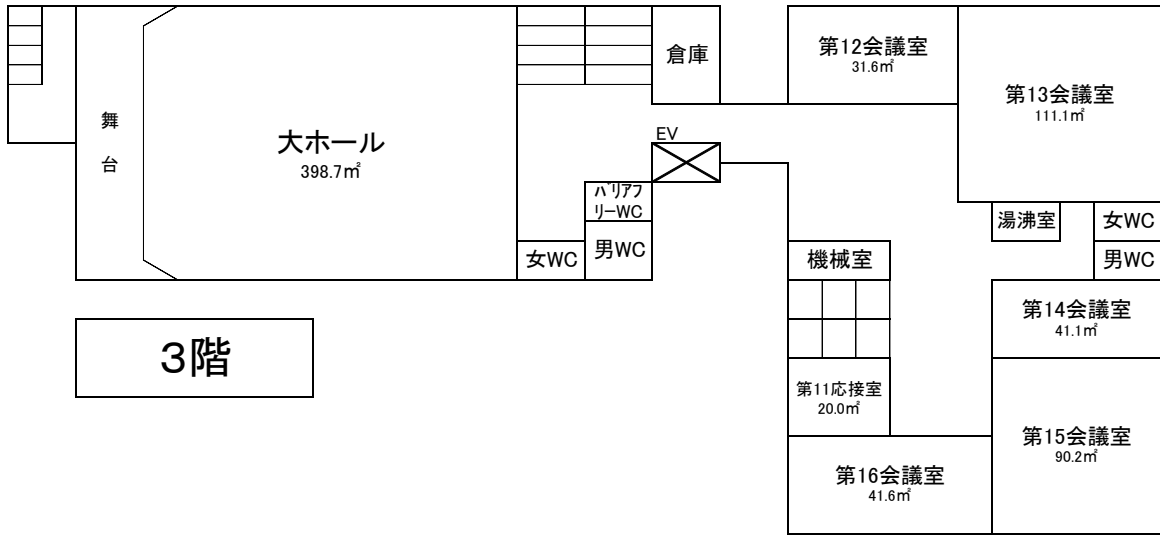 舞
台
大ホール
398.7㎡
倉庫
EV
バリアフ
リーWC
男WC
女WC
3階
第12会議室
31.6㎡
第13会議室
111.1㎡
湯沸室
女WC
男WC
機械室
第14会議室
41.1㎡
第11応接室
20.0㎡
第15会議室
90.2㎡
第16会議室
41.6㎡